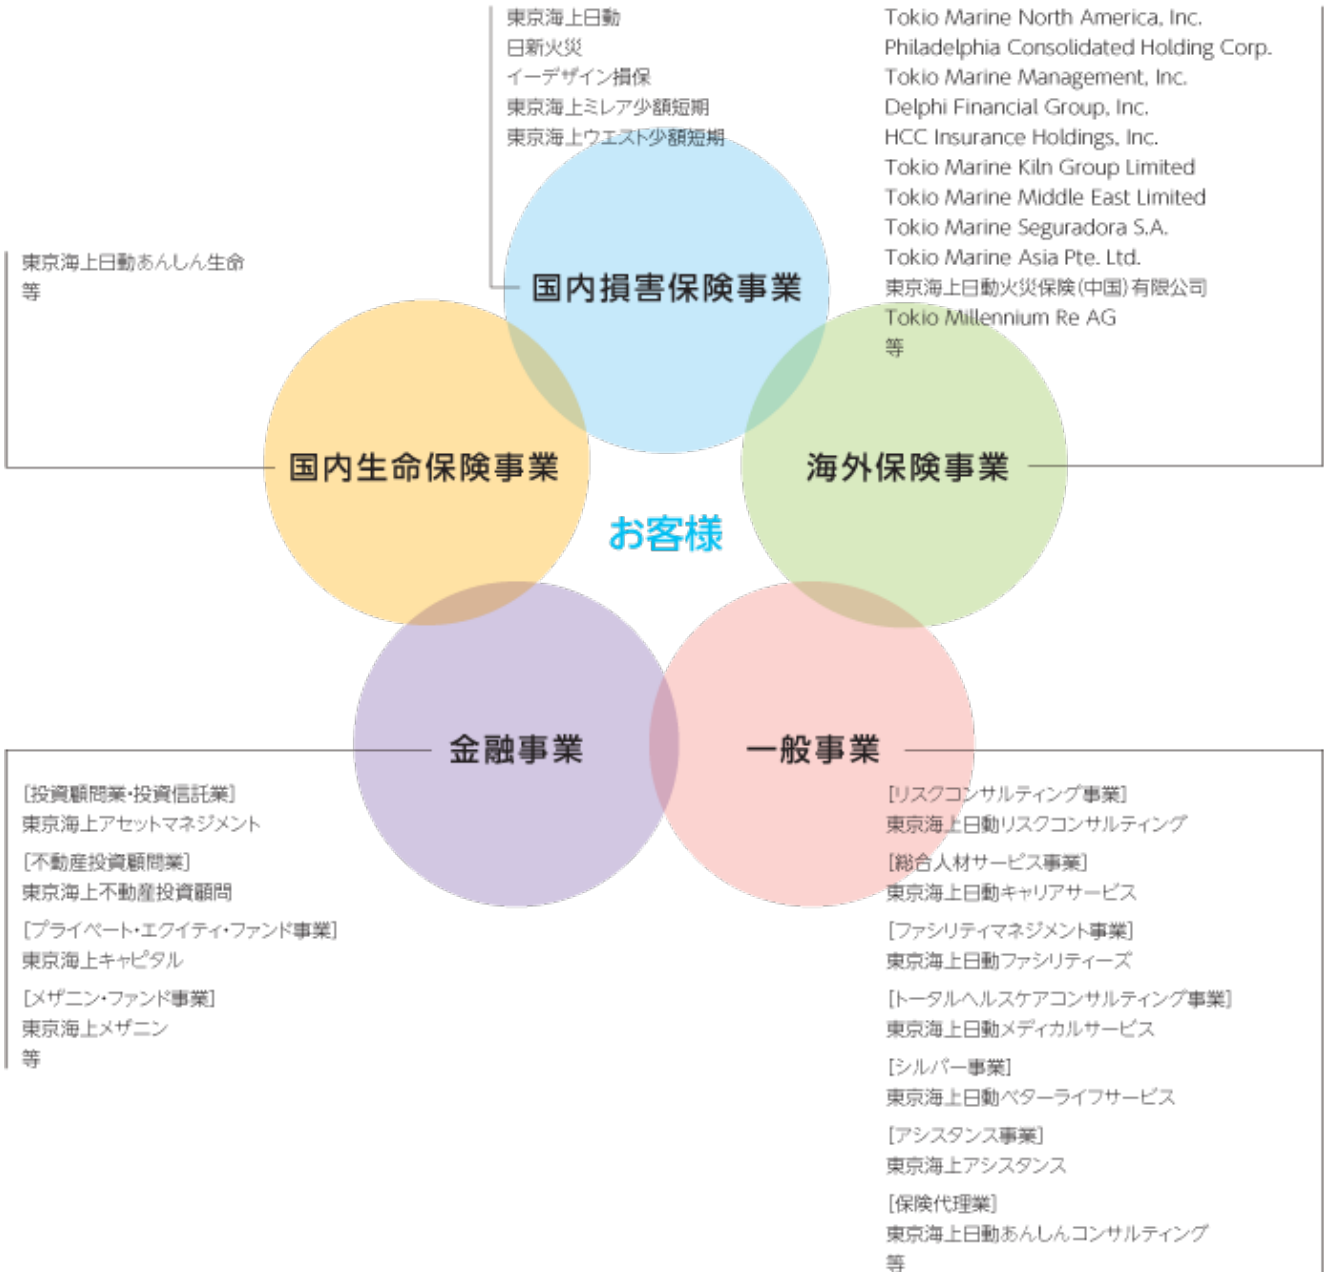 東京海上日動
日新火災
イーデザイン損保
東京海上ミレア少額短期
東京海上ウエスト少額短期
国内損害保険事業
Tokio Marine North America, Inc.
Philadelphia Consolidated Holding Corp.
Tokio Marine Management, Inc.
Delphi Financial Group, Inc.
HCC Insurance Holdings, Inc.
Tokio Marine Kiln Group Limited
Tokio Marine Middle East Limited
Tokio Marine Seguradora S.A.
Tokio Marine Asia Pte. Ltd.
東京海上日動火災保険(中国)有限公司
Tokio Millennium Re AG
等
海外保険事業
東京海上日動あんしん生命
等
国内生命保険事業
お客様
金融事業
[投資顧問業・投資信託業]
東京海上アセットマネジメント
[不動産投資顧問業]
東京海上不動産投資顧問
[プライベート・エクイティ・ファンド事業]
東京海上キャピタル
[メザニン・ファンド事業]
東京海上メザニン
等
一般事業
[リスクコンサルティング事業]
東京海上日動リスクコンサルティング
[総合人材サービス事業]
東京海上日動キャリアサービス
[ファシリティマネジメント事業]
東京海上日動ファシリティーズ
[トータルヘルスケアコンサルティング事業]
東京海上日動メディカルサービス
[シルバー事業]
東京海上日動ベターライフサービス
[アシスタンス事業]
東京海上アシスタンス
[保険代理業]
東京海上日動あんしんコンサルティング
等